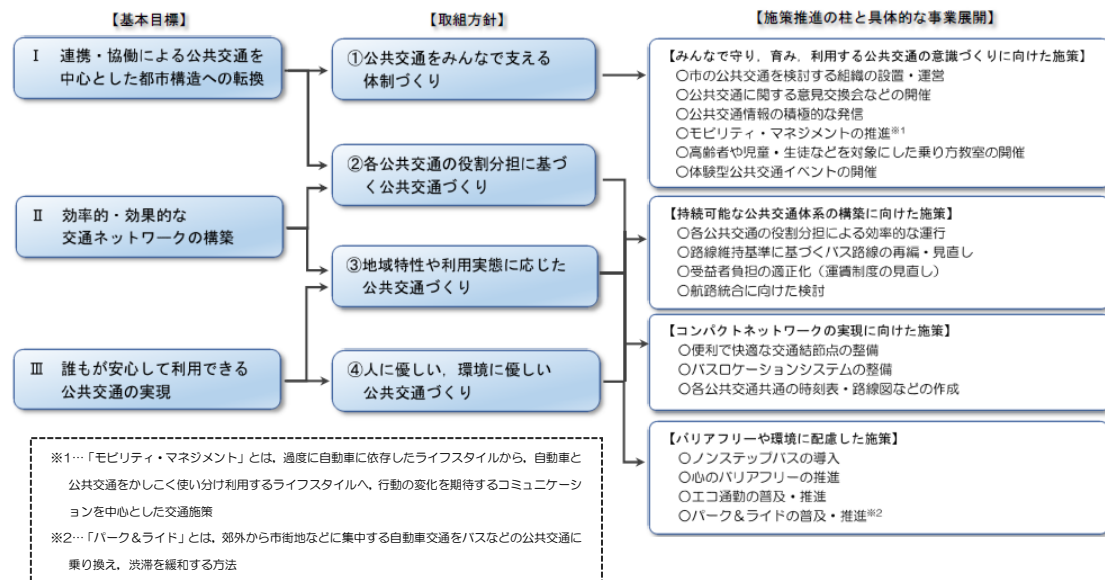 【基本目標】
【取組方針】
【施策推進の柱と具体的な事業展開】
Ⅰ 連携・協働による公共交通を
中心とした都市構造への転換
Ⅱ 効率的・効果的な
交通ネットワークの構築
Ⅲ 誰もが安心して利用できる
公共交通の実現
①公共交通をみんなで支える
体制づくり
②各公共交通の役割分担に基づ
く公共交通づくり
③地域特性や利用実態に応じた
公共交通づくり
④人に優しい，環境に優しい
公共交通づくり
【みんなで守り，育み，利用する公共交通の意識づくりに向けた施策】
○市の公共交通を検討する組織の設置・運営
○公共交通に関する意見交換会などの開催
○公共交通情報の積極的な発信
○モビリティ・マネジメントの推進※1
○高齢者や児童・生徒などを対象にした乗り方教室の開催
○体験型公共交通イベントの開催
【持続可能な公共交通体系の構築に向けた施策】
○各公共交通の役割分担による効率的な運行
○路線維持基準に基づくバス路線の再編・見直し
○受益者負担の適正化（運賃制度の見直し）
○航路統合に向けた検討
【コンパクトネットワークの実現に向けた施策】
○便利で快適な交通結節点の整備
○バスロケーションシステムの整備
○各公共交通共通の時刻表・路線図などの作成
【バリアフリーや環境に配慮した施策】
○ノンステップバスの導入
○心のバリアフリーの推進
○エコ通勤の普及・推進
○パーク＆ライドの普及・推進※2
※1…「モビリティ・マネジメント」とは，過度に自動車に依存したライフスタイルから，自動車と
公共交通をかしこく使い分け利用するライフスタイルへ，行動の変化を期待するコミュニケー
ションを中心とした交通施策
※2…「パーク＆ライド」とは，郊外から市街地などに集中する自動車交通をバスなどの公共交通に
乗り換え，渋滞を緩和する方法